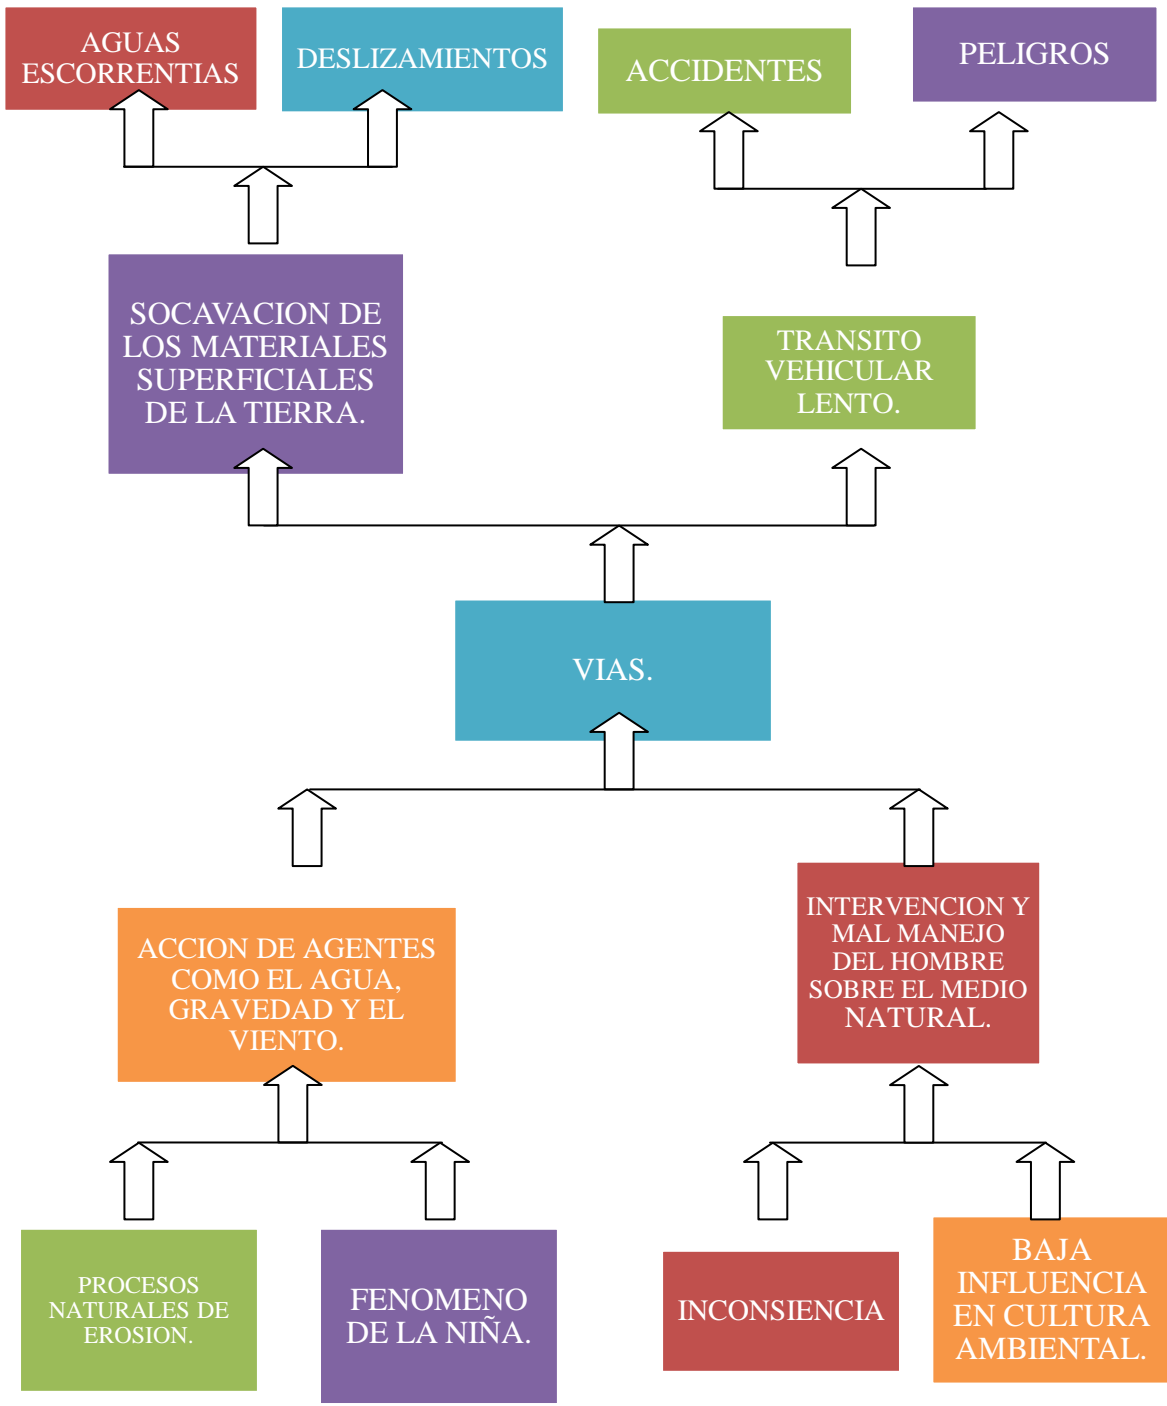 AGUAS
ESCORRENTIAS
DESLIZAMIENTOS
ACCIDENTES
PELIGROS
SOCAVACION DE
LOS MATERIALES
SUPERFICIALES
DE LA TIERRA.
TRANSITO
VEHICULAR
LENTO.
VIAS.
ACCION DE AGENTES
COMO EL AGUA,
GRAVEDAD Y EL
VIENTO.
INTERVENCION Y
MAL MANEJO
DEL HOMBRE
SOBRE EL MEDIO
NATURAL.
PROCESOS
NATURALES DE
EROSION.
FENOMENO
DE LA NIÑA.
INCONSIENCIA
BAJA
INFLUENCIA
EN CULTURA
AMBIENTAL.